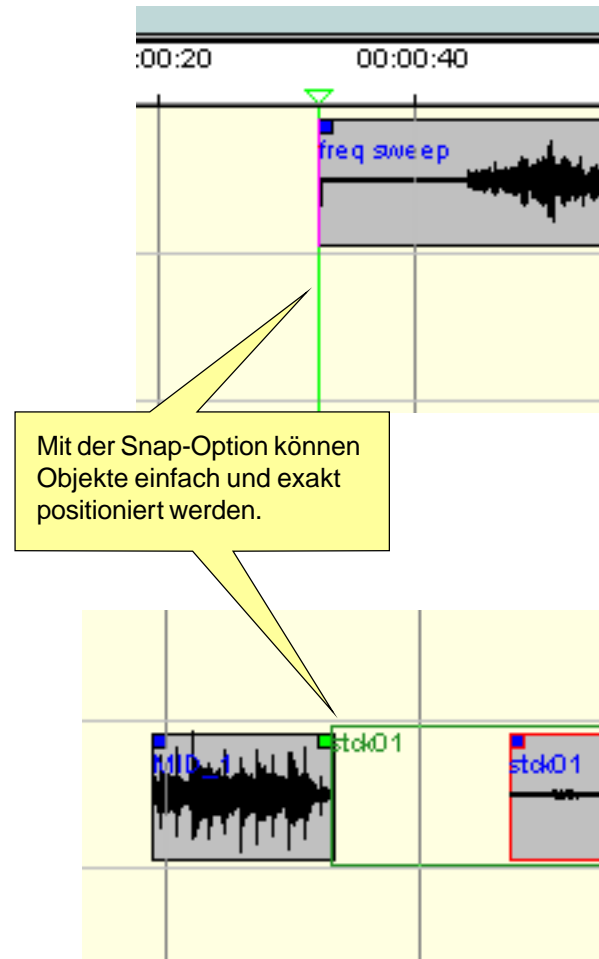 :00:20 00:00:40
freq sweep
Mit der Snap-Option können
Objekte einfach und exakt
positioniert werden.
stck01
MID_1 stck01